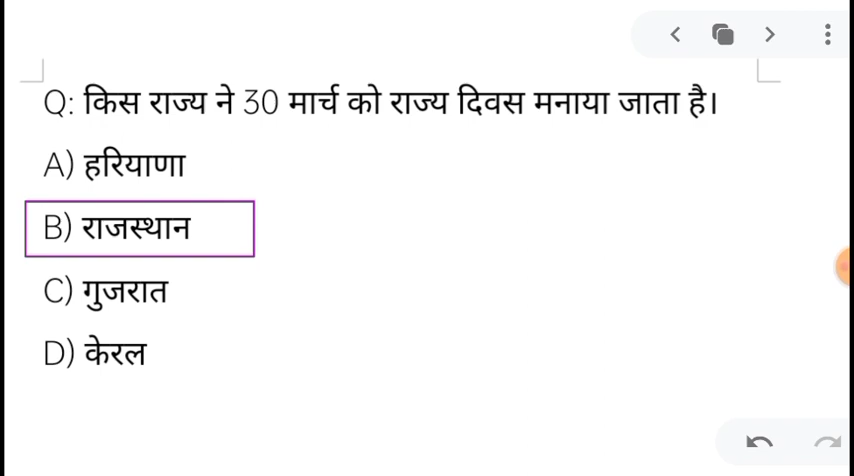 Q: किस राज्य ने 30 मार्च को राज्य दिवस मनाया जाता है।
A) हरियाणा
B) राजस्थान
C) गुजरात
D) केरल